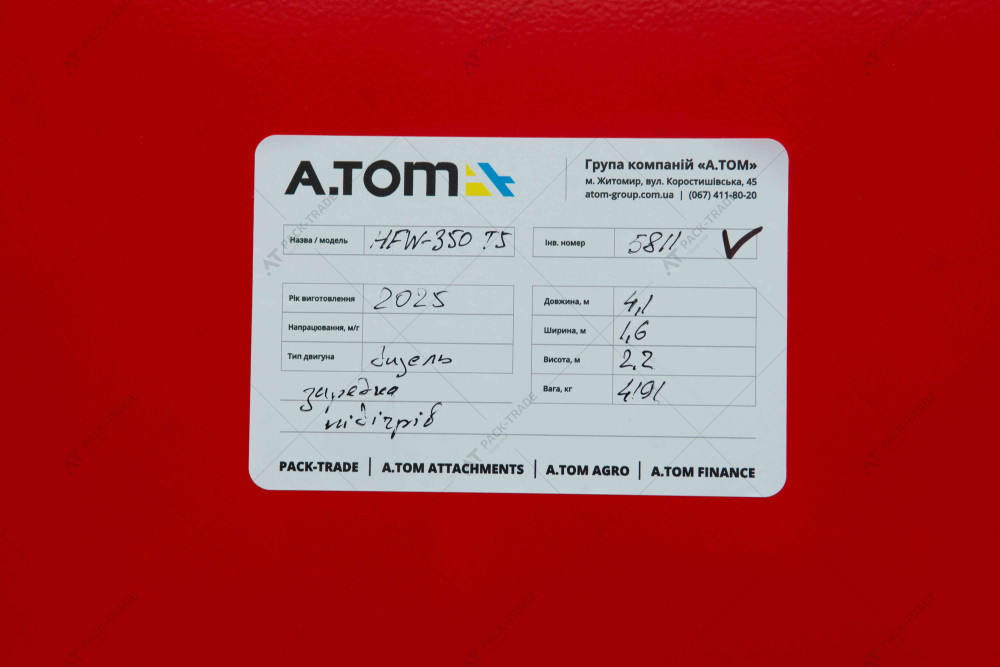 A.TOM
Група компаній «А.ТОМ»
м. Житомир, вул. Коростишівська, 45
atom-group.com.ua | (067) 411-80-20
Назва / модель HFW-350 T5
Інв. номер 5811
Рік виготовлення 2025
Напрацювання, м/г
Тип двигуна дизель
зарядка
підігрів
Довжина, м 4,1
Ширина, м 1,6
Висота, м 2,2
Вага, кг 4191
PACK-TRADE | A.TOM ATTACHMENTS | A.TOM AGRO | A.TOM FINANCE